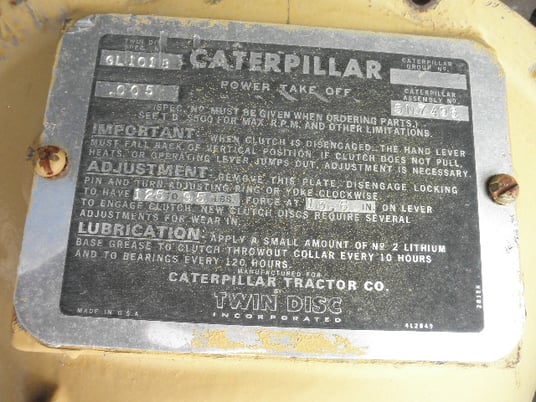 TWIN DISC
SPEC. NO.
CATERPILLAR
CATERPILLAR
GROUP NO.
POWER TAKE OFF
.005
CATERPILLAR
ASSEMBLY NO.
(SPEC. Nº MUST BE GIVEN WHEN ORDERING PARTS.)
SEE T.D. 5500 FOR MAX. R.P.M. AND OTHER LIMITATIONS.
IMPORTANT: WHEN CLUTCH IS DISENGAGED, THE HAND LEVER
MUST FALL BACK OF VERTICAL POSITION. IF CLUTCH DOES NOT PULL,
HEATS, OR OPERATING LEVER JUMPS OUT, ADJUSTMENT IS NECESSARY.
ADJUSTMENT: REMOVE THIS PLATE, DISENGAGE LOCKING
PIN AND TURN ADJUSTING RING OR YOKE CLOCKWISE
TO HAVE LBS. FORCE AT IN. ON LEVER
TO ENGAGE CLUTCH. NEW CLUTCH DISCS REQUIRE SEVERAL
ADJUSTMENTS FOR WEAR IN.
LUBRICATION: APPLY A SMALL AMOUNT OF Nº 2 LITHIUM
BASE GREASE TO CLUTCH THROWOUT COLLAR EVERY 10 HOURS
AND TO BEARINGS EVERY 120 HOURS.
MANUFACTURED FOR
CATERPILLAR TRACTOR CO.
BY
TWIN DISC
INCORPORATED
MADE IN U.S.A.
4L2849